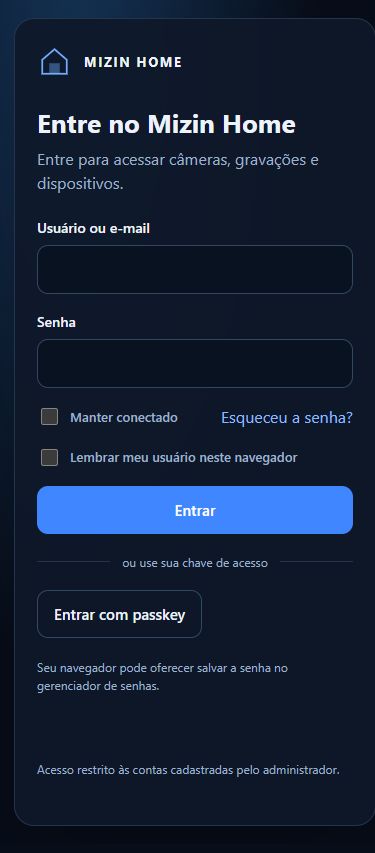 MIZIN HOME
Entre no Mizin Home
Entre para acessar câmeras, gravações e
dispositivos.
Usuário ou e-mail
Senha
Manter conectado Esqueceu a senha?
Lembrar meu usuário neste navegador
Entrar
ou use sua chave de acesso
Entrar com passkey
Seu navegador pode oferecer salvar a senha no
gerenciador de senhas.
Acesso restrito às contas cadastradas pelo administrador.